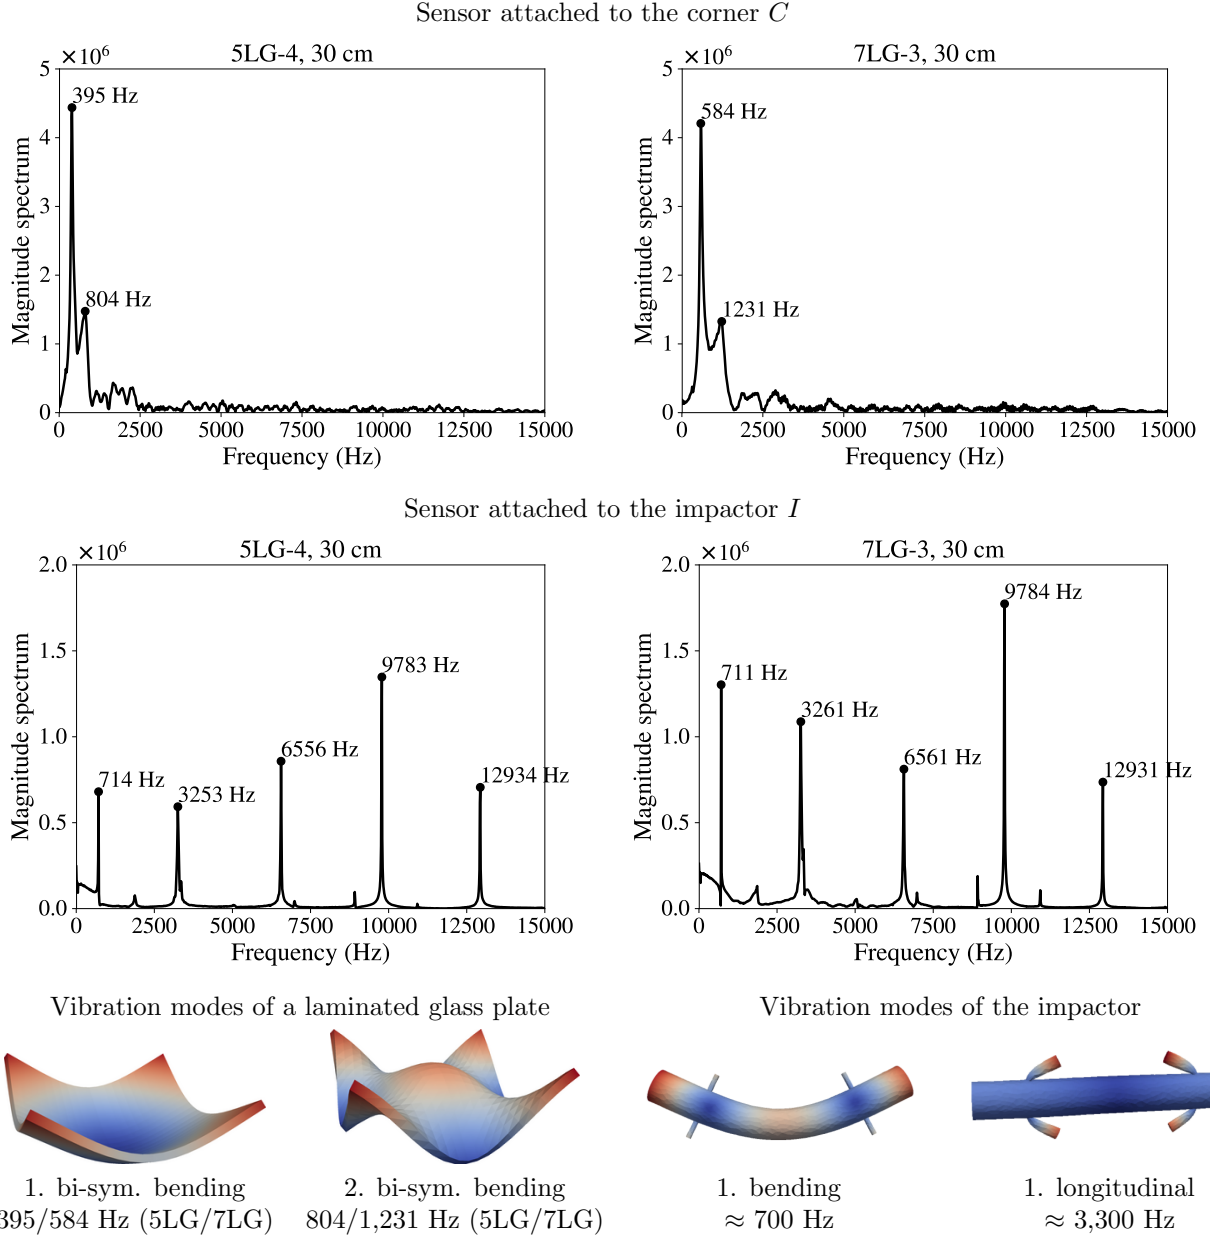 Sensor attached to the corner C
×10⁶
5LG-4, 30 cm
5
4
3
2
1
0
Magnitude spectrum
395 Hz
804 Hz
0 2500 5000 7500 10000 12500 15000
Frequency (Hz)
×10⁶
7LG-3, 30 cm
5
4
3
2
1
0
Magnitude spectrum
584 Hz
1231 Hz
0 2500 5000 7500 10000 12500 15000
Frequency (Hz)
Sensor attached to the impactor I
×10⁶
5LG-4, 30 cm
2.0
1.5
1.0
0.5
0.0
Magnitude spectrum
714 Hz
3253 Hz
6556 Hz
9783 Hz
12934 Hz
0 2500 5000 7500 10000 12500 15000
Frequency (Hz)
×10⁶
7LG-3, 30 cm
2.0
1.5
1.0
0.5
0.0
Magnitude spectrum
711 Hz
3261 Hz
6561 Hz
9784 Hz
12931 Hz
0 2500 5000 7500 10000 12500 15000
Frequency (Hz)
Vibration modes of a laminated glass plate
1. bi-sym. bending
395/584 Hz (5LG/7LG)
2. bi-sym. bending
804/1,231 Hz (5LG/7LG)
Vibration modes of the impactor
1. bending
≈ 700 Hz
1. longitudinal
≈ 3,300 Hz